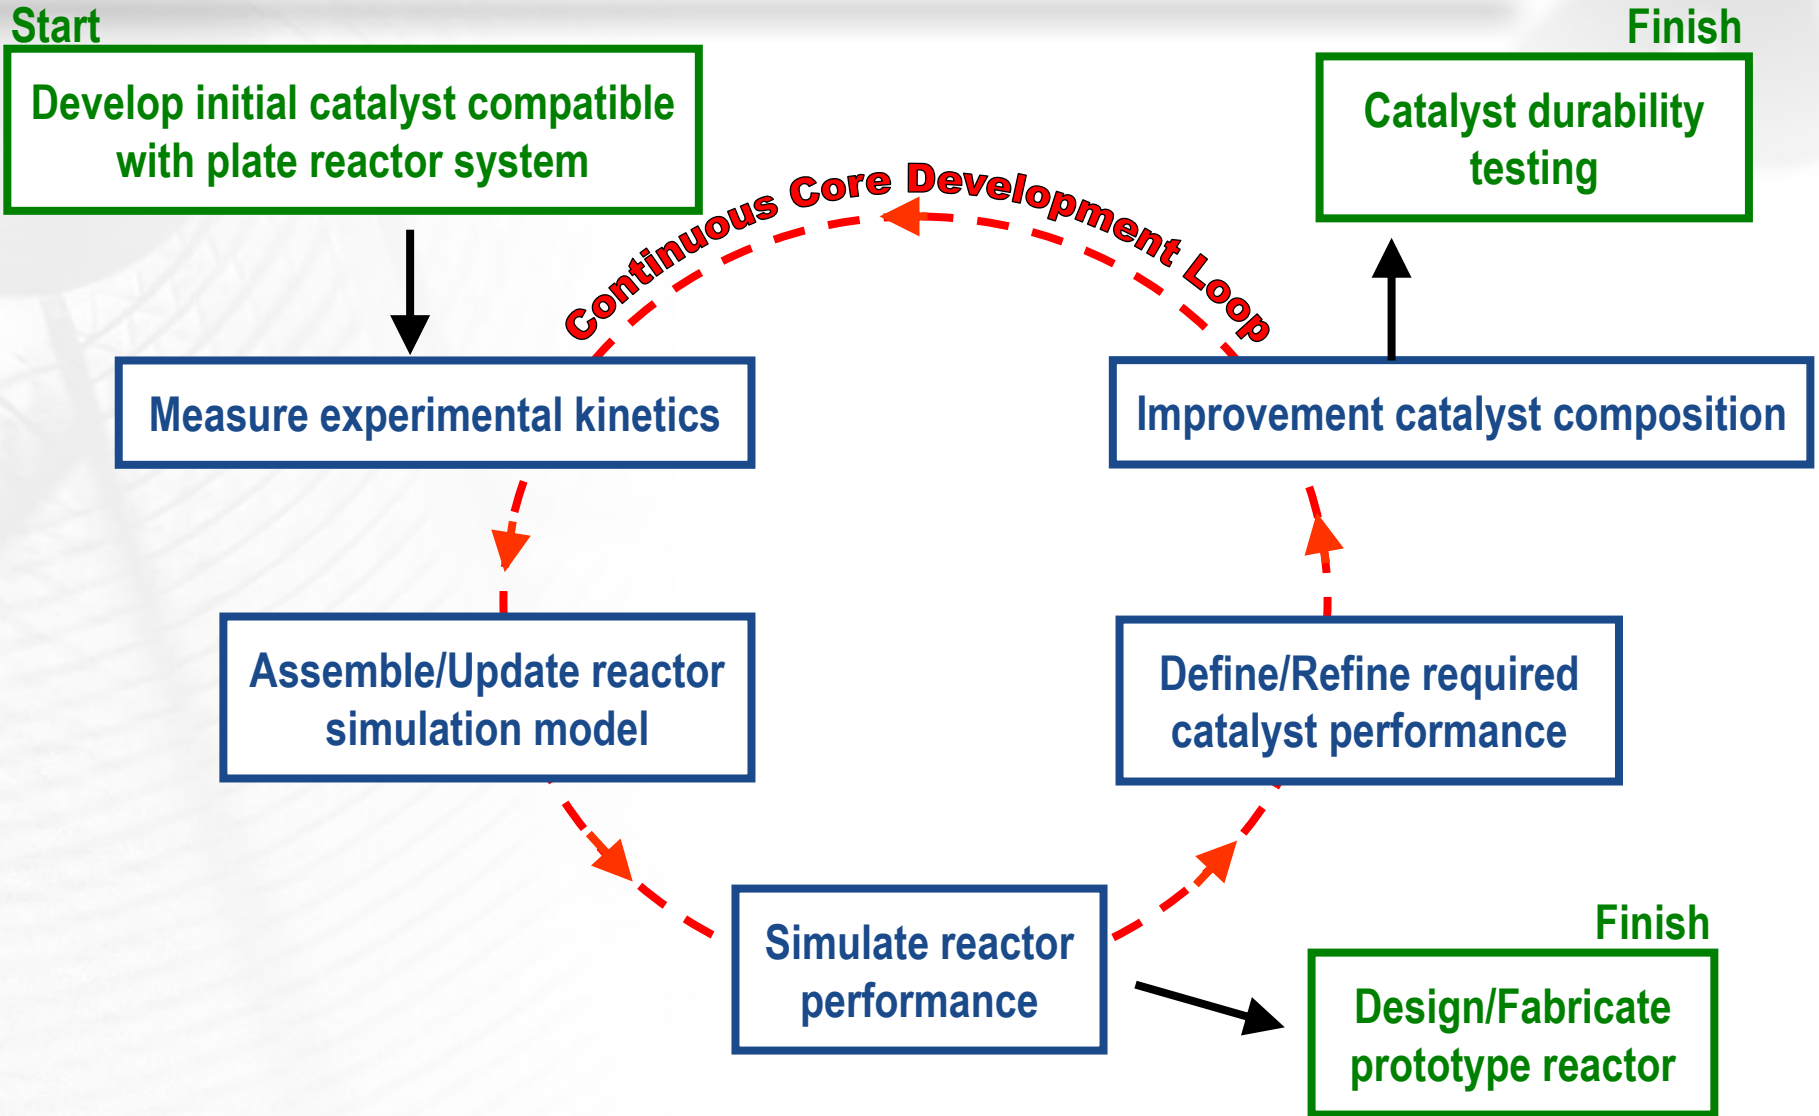 Start
Develop initial catalyst compatible
with plate reactor system
Finish
Catalyst durability
testing
Continuous Core Development Loop
Measure experimental kinetics
Improvement catalyst composition
Assemble/Update reactor
simulation model
Define/Refine required
catalyst performance
Simulate reactor
performance
Finish
Design/Fabricate
prototype reactor